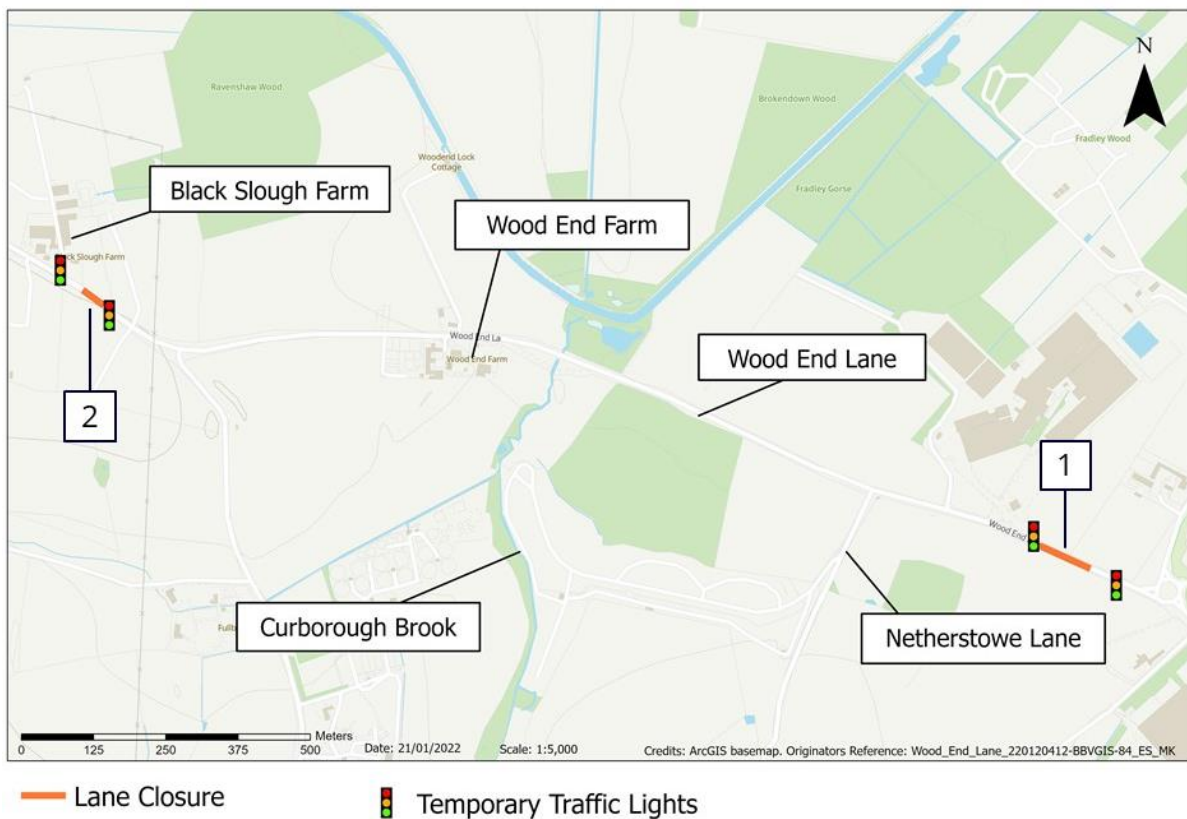 N
Ravenshaw Wood
Brokendown Wood
Fradley Wood
Woodend Lock
Cottage
Black Slough Farm
Fradley Gorse
Wood End Farm
Black Slough Farm
Wood End La
Wood End Lane
Wood End Farm
2
1
Wood End
Curborough Brook
Netherstowe Lane
Meters
0 125 250 375 500
Date: 21/01/2022
Scale: 1:5,000
Credits: ArcGIS basemap. Originators Reference: Wood_End_Lane_220120412-BBVGIS-84_ES_MK
Lane Closure
Temporary Traffic Lights